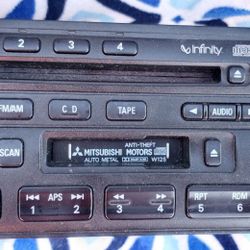 2 3 4 Infinity
FM/AM CD TAPE AUDIO
ANTI-THEFT
MITSUBISHI MOTORS
SCAN AUTO METAL W125
APS RPT RDM
1 2 3 4 5 6